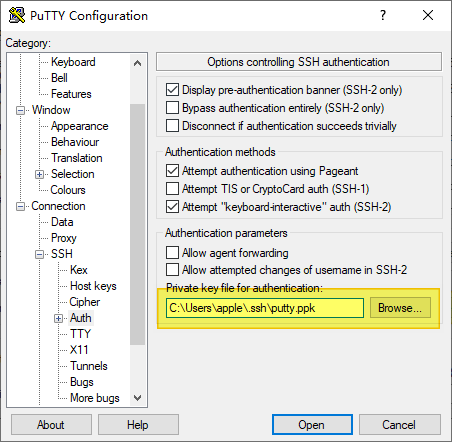 PuTTY Configuration
?
Category:
Keyboard
Bell
Features
Window
Appearance
Behaviour
Translation
Selection
Colours
Connection
Data
Proxy
SSH
Kex
Host keys
Cipher
Auth
TTY
X11
Tunnels
Bugs
More bugs
Options controlling SSH authentication
Display pre-authentication banner (SSH-2 only)
Bypass authentication entirely (SSH-2 only)
Disconnect if authentication succeeds trivially
Authentication methods
Attempt authentication using Pageant
Attempt TIS or CryptoCard auth (SSH-1)
Attempt "keyboard-interactive" auth (SSH-2)
Authentication parameters
Allow agent forwarding
Allow attempted changes of username in SSH-2
Private key file for authentication:
C:\Users\apple\.ssh\putty.ppk
Browse...
About
Help
Open
Cancel